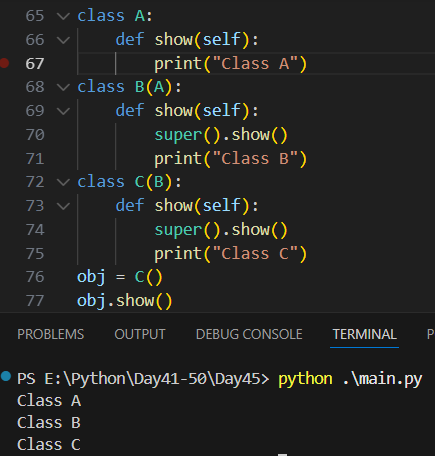 65 class A:
66     def show(self):
67         print("Class A")
68 class B(A):
69     def show(self):
70         super().show()
71         print("Class B")
72 class C(B):
73     def show(self):
74         super().show()
75         print("Class C")
76 obj = C()
77 obj.show()
PROBLEMS OUTPUT DEBUG CONSOLE TERMINAL P
PS E:\Python\Day41-50\Day45> python .\main.py
Class A
Class B
Class C